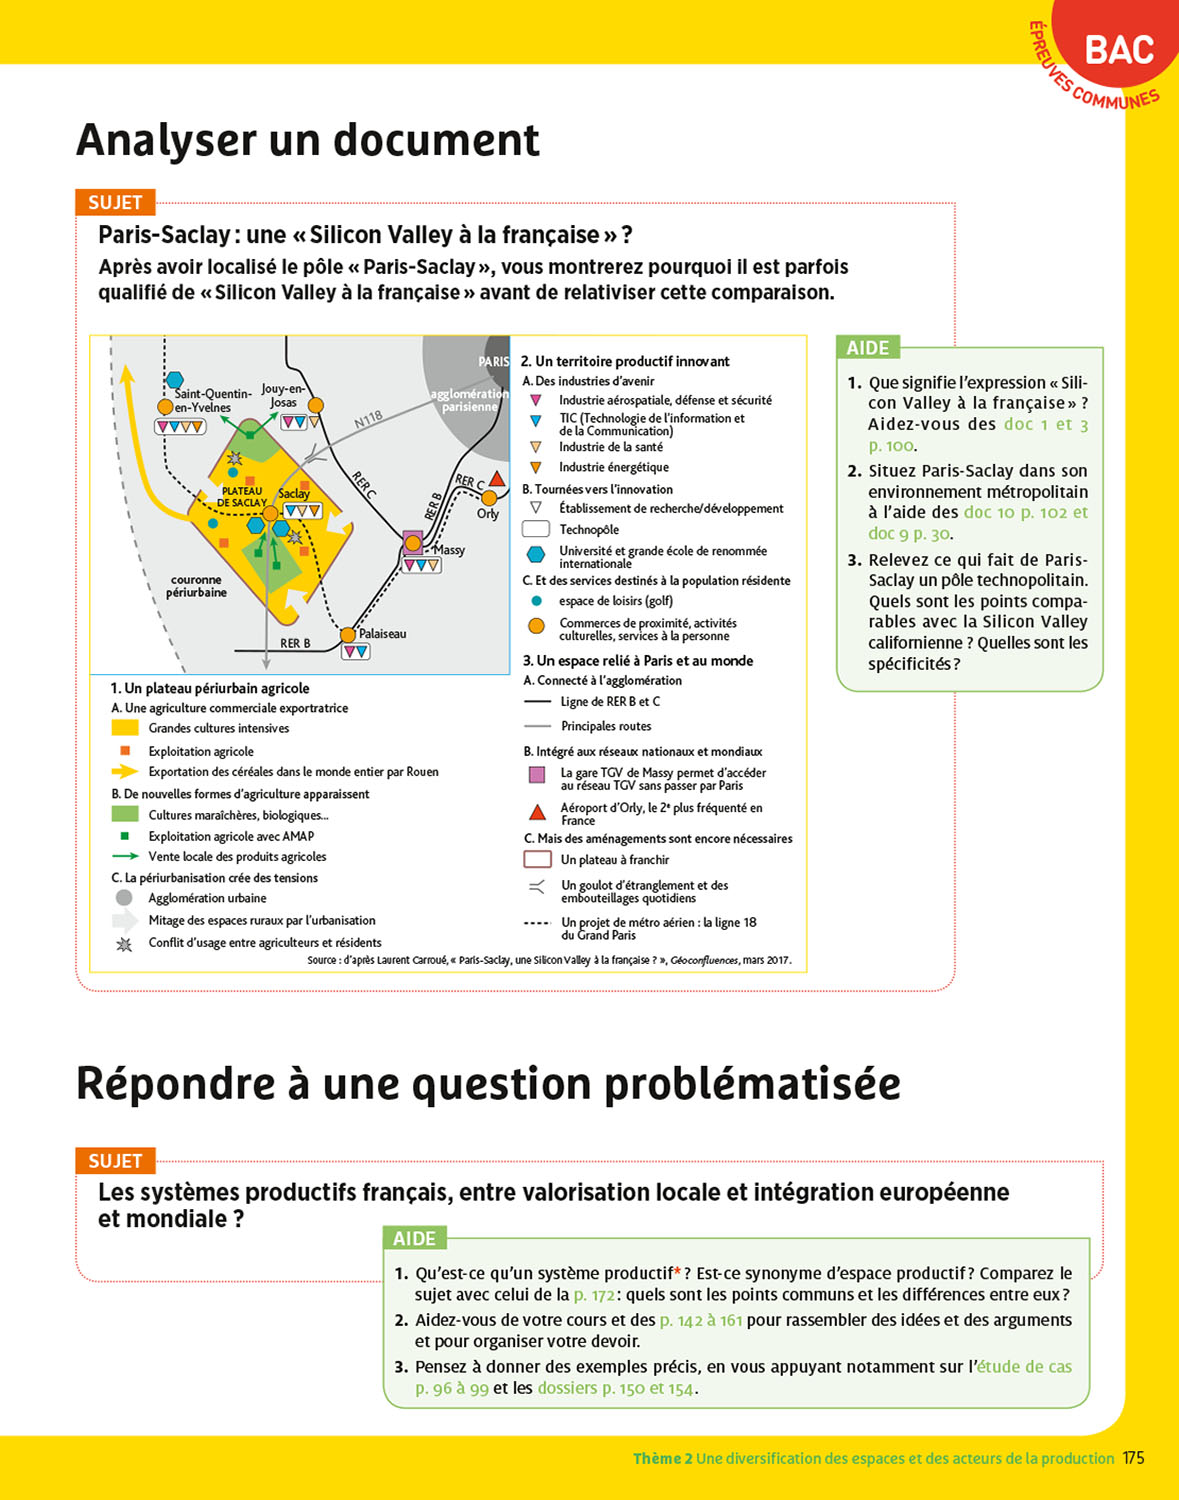 ÉPREUVES COMMUNES
BAC
Analyser un document
SUJET
Paris-Saclay : une « Silicon Valley à la française » ?
Après avoir localisé le pôle « Paris-Saclay », vous montrerez pourquoi il est parfois
qualifié de « Silicon Valley à la française » avant de relativiser cette comparaison.
PARIS
agglomération
parisienne
Saint-Quentin-
en-Yvelnes
Jouy-en-
Josas
N118
RER C
RER B
RER C
Orly
PLATEAU
DE SACLAY
Saclay
Massy
couronne
périurbaine
Palaiseau
RER B
1. Un plateau périurbain agricole
A. Une agriculture commerciale exportratrice
Grandes cultures intensives
Exploitation agricole
Exportation des céréales dans le monde entier par Rouen
B. De nouvelles formes d'agriculture apparaissent
Cultures maraîchères, biologiques...
Exploitation agricole avec AMAP
Vente locale des produits agricoles
C. La périurbanisation crée des tensions
Agglomération urbaine
Mitage des espaces ruraux par l'urbanisation
Conflit d'usage entre agriculteurs et résidents
2. Un territoire productif innovant
A. Des industries d'avenir
Industrie aérospatiale, défense et sécurité
TIC (Technologie de l'information et
de la Communication)
Industrie de la santé
Industrie énergétique
B. Tournées vers l'innovation
Établissement de recherche/développement
Technopôle
Université et grande école de renommée
internationale
C. Et des services destinés à la population résidente
espace de loisirs (golf)
Commerces de proximité, activités
culturelles, services à la personne
3. Un espace relié à Paris et au monde
A. Connecté à l'agglomération
Ligne de RER B et C
Principales routes
B. Intégré aux réseaux nationaux et mondiaux
La gare TGV de Massy permet d'accéder
au réseau TGV sans passer par Paris
Aéroport d'Orly, le 2e plus fréquenté en
France
C. Mais des aménagements sont encore nécessaires
Un plateau à franchir
Un goulot d'étranglement et des
embouteillages quotidiens
Un projet de métro aérien : la ligne 18
du Grand Paris
Source : d'après Laurent Carroué, « Paris-Saclay, une Silicon Valley à la française ? », Géoconfluences, mars 2017.
AIDE
1. Que signifie l'expression « Sili-
con Valley à la française » ?
Aidez-vous des doc 1 et 3
p. 100.
2. Situez Paris-Saclay dans son
environnement métropolitain
à l'aide des doc 10 p. 102 et
doc 9 p. 30.
3. Relevez ce qui fait de Paris-
Saclay un pôle technopolitain.
Quels sont les points compa-
rables avec la Silicon Valley
californienne ? Quelles sont les
spécificités ?
Répondre à une question problématisée
SUJET
Les systèmes productifs français, entre valorisation locale et intégration européenne
et mondiale ?
AIDE
1. Qu'est-ce qu'un système productif* ? Est-ce synonyme d'espace productif ? Comparez le
sujet avec celui de la p. 172 : quels sont les points communs et les différences entre eux ?
2. Aidez-vous de votre cours et des p. 142 à 161 pour rassembler des idées et des arguments
et pour organiser votre devoir.
3. Pensez à donner des exemples précis, en vous appuyant notamment sur l'étude de cas
p. 96 à 99 et les dossiers p. 150 et 154.
Thème 2 Une diversification des espaces et des acteurs de la production 175